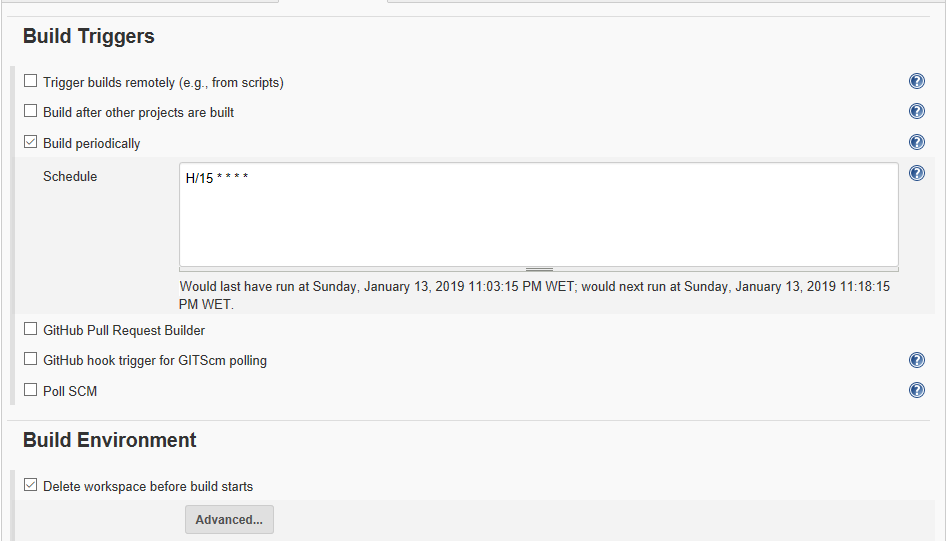 Build Triggers
Trigger builds remotely (e.g., from scripts)
?
Build after other projects are built
?
Build periodically
?
Schedule
H/15 * * * *
?
Would last have run at Sunday, January 13, 2019 11:03:15 PM WET; would next run at Sunday, January 13, 2019 11:18:15
PM WET.
GitHub Pull Request Builder
GitHub hook trigger for GITScm polling
?
Poll SCM
?
Build Environment
Delete workspace before build starts
Advanced...